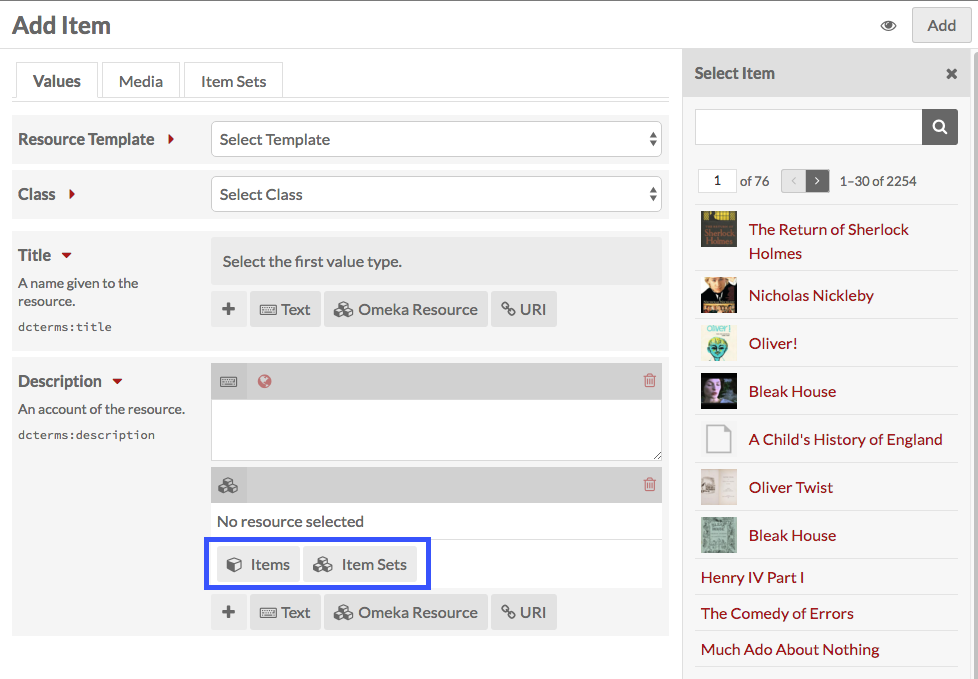 Add Item
Add
Values
Media
Item Sets
Resource Template
Select Template
Class
Select Class
Title
A name given to the
resource.
dcterms:title
Select the first value type.
+ Text Omeka Resource URI
Description
An account of the resource.
dcterms:description
No resource selected
Items Item Sets
+ Text Omeka Resource URI
Select Item
1 of 76 < > 1–30 of 2254
The Return of Sherlock
Holmes
Nicholas Nickleby
Oliver!
Bleak House
A Child's History of England
Oliver Twist
Bleak House
Henry IV Part I
The Comedy of Errors
Much Ado About Nothing